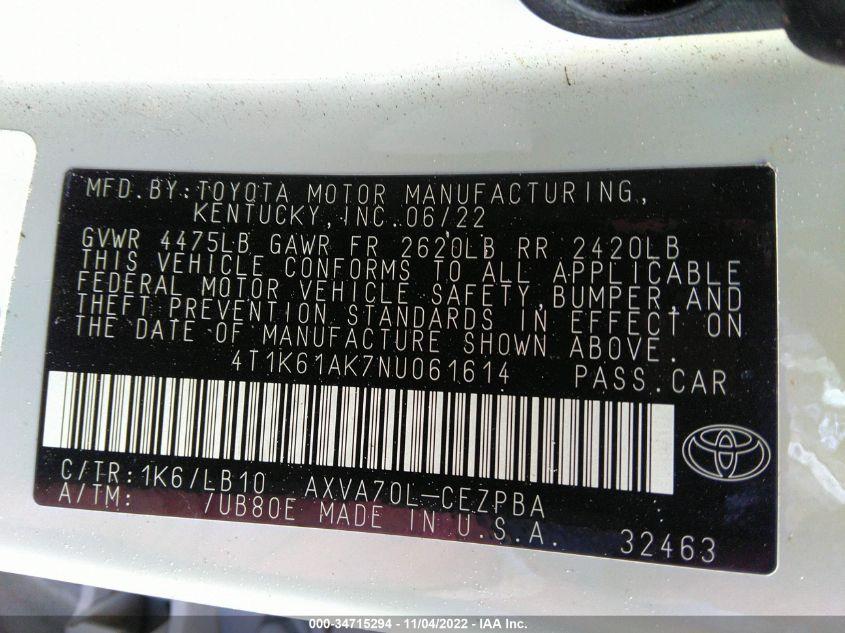 MFD.BY:TOYOTA MOTOR MANUFACTURING,
KENTUCKY,INC.06/22
GVWR 4475LB GAWR FR 2620LB RR 2420LB
THIS VEHICLE CONFORMS TO ALL APPLICABLE
FEDERAL MOTOR VEHICLE SAFETY,BUMPER,AND
THEFT PREVENTION STANDARDS IN EFFECT ON
THE DATE OF MANUFACTURE SHOWN ABOVE.
4T1K61AK7NU061614 PASS.CAR
C/TR:1K6/LB10 AXVA70L-CEZPBA
A/TM: /UB80E MADE IN U.S.A.
32463
000-34715294 - 11/04/2022 - IAA Inc.